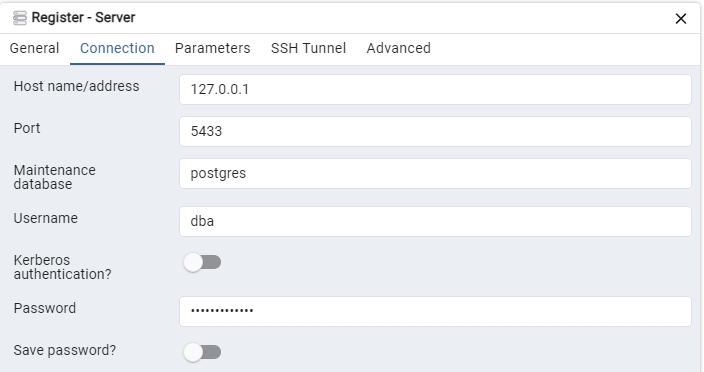 Register - Server
General Connection Parameters SSH Tunnel Advanced
Host name/address 127.0.0.1
Port 5433
Maintenance
database postgres
Username dba
Kerberos
authentication?
Password •••••••••••••
Save password?